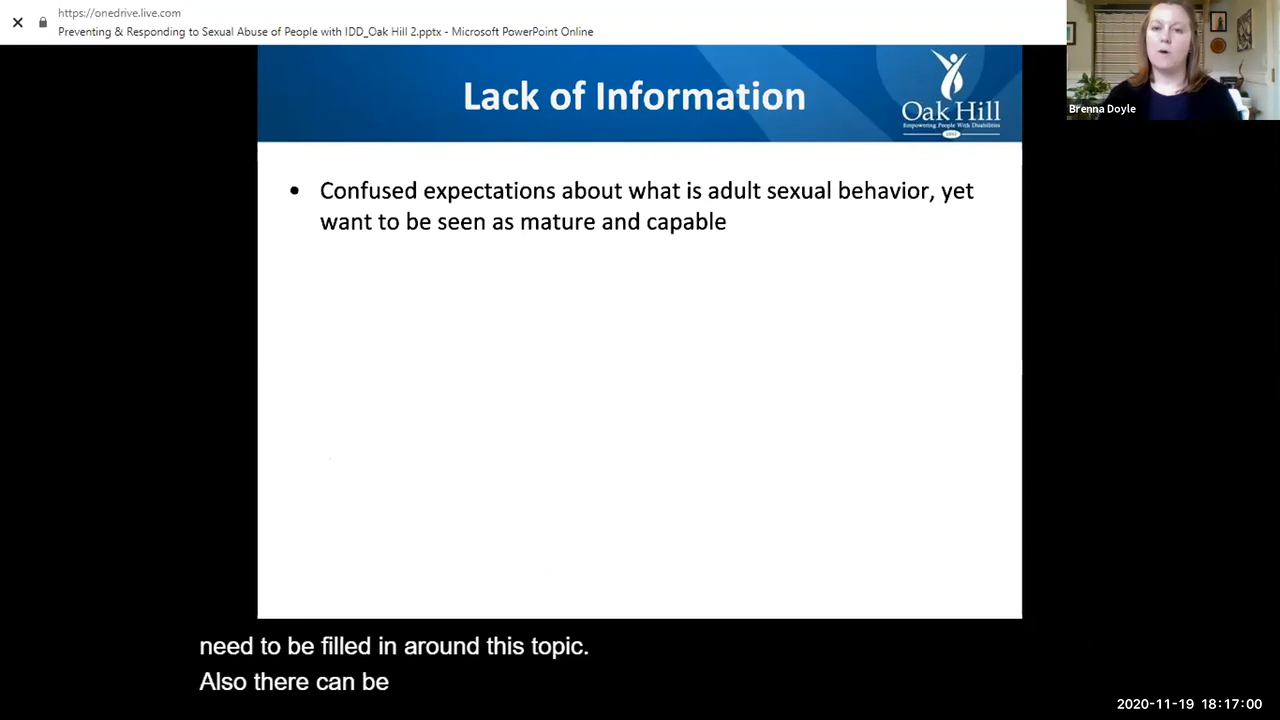 https://onedrive.live.com
Preventing & Responding to Sexual Abuse of People with IDD_Oak Hill 2.pptx - Microsoft PowerPoint Online
Brenna Doyle
Lack of Information
Oak Hill
Empowering People With Disabilities
• Confused expectations about what is adult sexual behavior, yet
want to be seen as mature and capable
need to be filled in around this topic.
Also there can be
2020-11-19 18:17:00